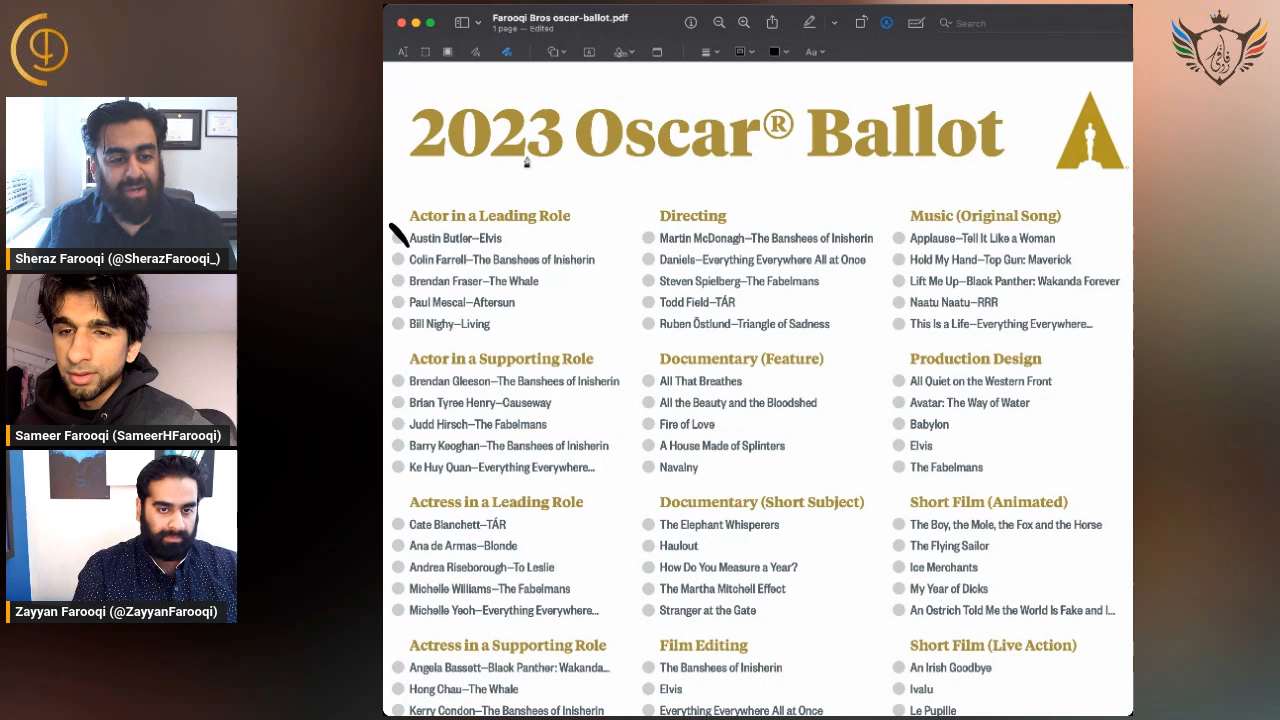 Farooqi Bros oscar-ballot.pdf
1 page — Edited
Search
Aa
2023 Oscar® Ballot
Actor in a Leading Role
Austin Butler—Elvis
Colin Farrell—The Banshees of Inisherin
Brendan Fraser—The Whale
Paul Mescal—Aftersun
Bill Nighy—Living
Actor in a Supporting Role
Brendan Gleeson—The Banshees of Inisherin
Brian Tyree Henry—Causeway
Judd Hirsch—The Fabelmans
Barry Keoghan—The Banshees of Inisherin
Ke Huy Quan—Everything Everywhere...
Actress in a Leading Role
Cate Blanchett—TÁR
Ana de Armas—Blonde
Andrea Riseborough—To Leslie
Michelle Williams—The Fabelmans
Michelle Yeoh—Everything Everywhere...
Actress in a Supporting Role
Angela Bassett—Black Panther: Wakanda...
Hong Chau—The Whale
Kerry Condon—The Banshees of Inisherin
Directing
Martin McDonagh—The Banshees of Inisherin
Daniels—Everything Everywhere All at Once
Steven Spielberg—The Fabelmans
Todd Field—TÁR
Ruben Östlund—Triangle of Sadness
Documentary (Feature)
All That Breathes
All the Beauty and the Bloodshed
Fire of Love
A House Made of Splinters
Navalny
Documentary (Short Subject)
The Elephant Whisperers
Haulout
How Do You Measure a Year?
The Martha Mitchell Effect
Stranger at the Gate
Film Editing
The Banshees of Inisherin
Elvis
Everything Everywhere All at Once
Music (Original Song)
Applause—Tell It Like a Woman
Hold My Hand—Top Gun: Maverick
Lift Me Up—Black Panther: Wakanda Forever
Naatu Naatu—RRR
This Is a Life—Everything Everywhere...
Production Design
All Quiet on the Western Front
Avatar: The Way of Water
Babylon
Elvis
The Fabelmans
Short Film (Animated)
The Boy, the Mole, the Fox and the Horse
The Flying Sailor
Ice Merchants
My Year of Dicks
An Ostrich Told Me the World Is Fake and I...
Short Film (Live Action)
An Irish Goodbye
Ivalu
Le Pupille
Sheraz Farooqi (@SherazFarooqi_)
Sameer Farooqi (SameerHFarooqi)
Zayyan Farooqi (@ZayyanFarooqi)